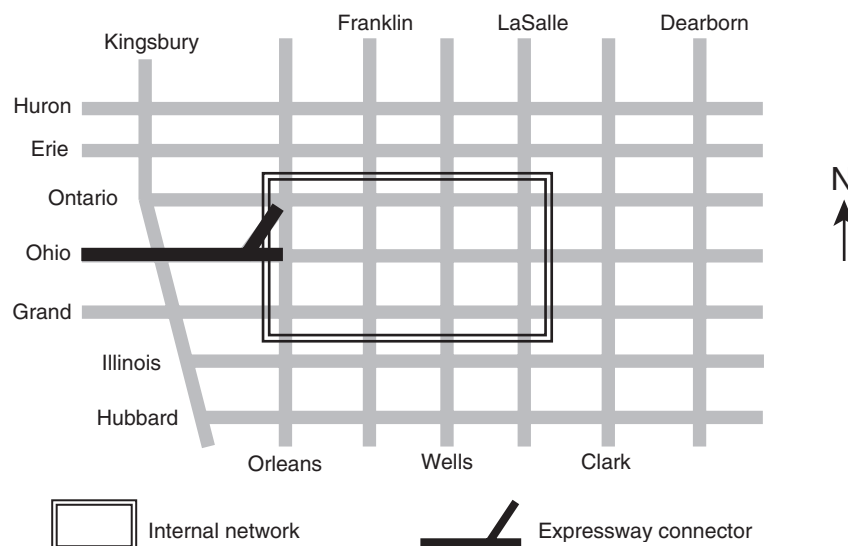 Franklin LaSalle Dearborn
Kingsbury
Huron
Erie
Ontario
N
Ohio
Grand
Illinois
Hubbard
Orleans Wells Clark
Internal network Expressway connector